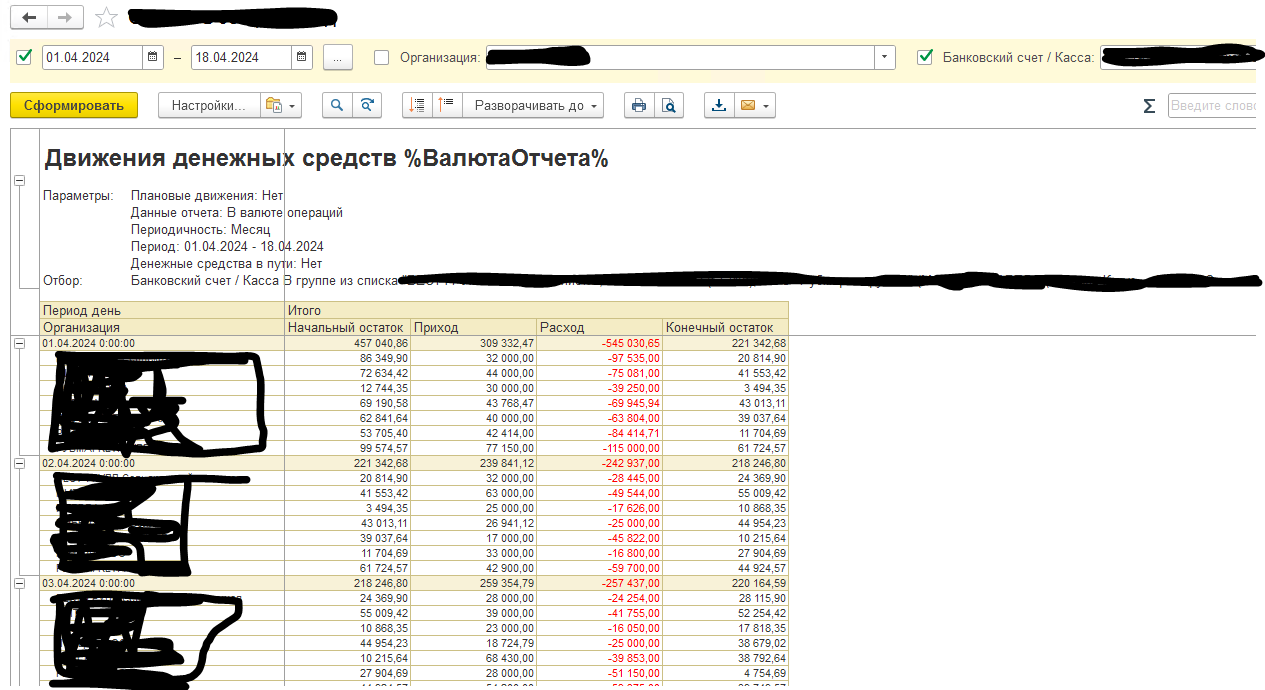 01.04.2024 – 18.04.2024 ... Организация: Банковский счет / Касса:
Сформировать Настройки... Разворачивать до Σ Введите слово
Движения денежных средств %ВалютаОтчета%
Параметры: Плановые движения: Нет
Данные отчета: В валюте операций
Периодичность: Месяц
Период: 01.04.2024 - 18.04.2024
Денежные средства в пути: Нет
Отбор: Банковский счет / Касса В группе из списка
Период день Итого
Организация Начальный остаток Приход Расход Конечный остаток
01.04.2024 0:00:00 457 040,86 309 332,47 -545 030,65 221 342,68
86 349,90 32 000,00 -97 535,00 20 814,90
72 634,42 44 000,00 -75 081,00 41 553,42
12 744,35 30 000,00 -39 250,00 3 494,35
69 190,58 43 768,47 -69 945,94 43 013,11
62 841,64 40 000,00 -63 804,00 39 037,64
53 705,40 42 414,00 -84 414,71 11 704,69
99 574,57 77 150,00 -115 000,00 61 724,57
02.04.2024 0:00:00 221 342,68 239 841,12 -242 937,00 218 246,80
20 814,90 32 000,00 -28 445,00 24 369,90
41 553,42 63 000,00 -49 544,00 55 009,42
3 494,35 25 000,00 -17 626,00 10 868,35
43 013,11 26 941,12 -25 000,00 44 954,23
39 037,64 17 000,00 -45 822,00 10 215,64
11 704,69 33 000,00 -16 800,00 27 904,69
61 724,57 42 900,00 -59 700,00 44 924,57
03.04.2024 0:00:00 218 246,80 259 354,79 -257 437,00 220 164,59
24 369,90 28 000,00 -24 254,00 28 115,90
55 009,42 39 000,00 -41 755,00 52 254,42
10 868,35 23 000,00 -16 050,00 17 818,35
44 954,23 18 724,79 -25 000,00 38 679,02
10 215,64 68 430,00 -39 853,00 38 792,64
27 904,69 28 000,00 -51 150,00 4 754,69